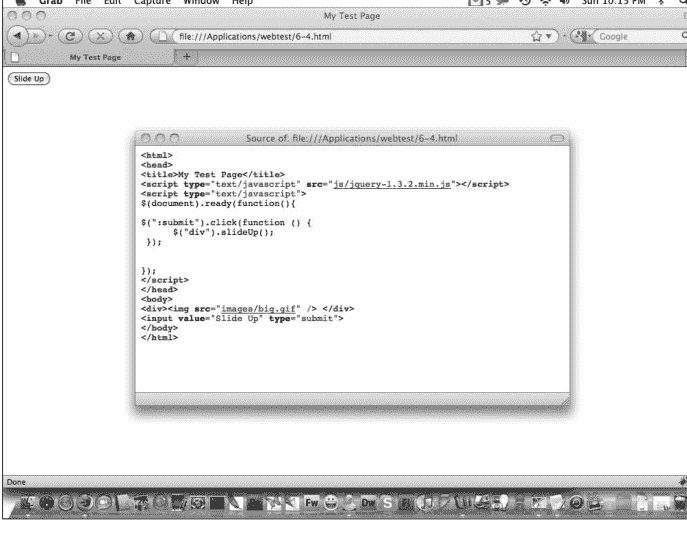 Grab File Edit Capture Window Help
Sun 10:15 PM
My Test Page
file:///Applications/webtest/6-4.html
Google
My Test Page
Slide Up
Source of: file:///Applications/webtest/6-4.html
<html>
<head>
<title>My Test Page</title>
<script type="text/javascript" src="js/jquery-1.3.2.min.js"></script>
<script type="text/javascript">
$(document).ready(function(){
$(":submit").click(function () {
$("div").slideUp();
});
});
</script>
</head>
<body>
<div><img src="images/big.gif" /> </div>
<input value="Slide Up" type="submit">
</body>
</html>
Done
Fw
Dw
S